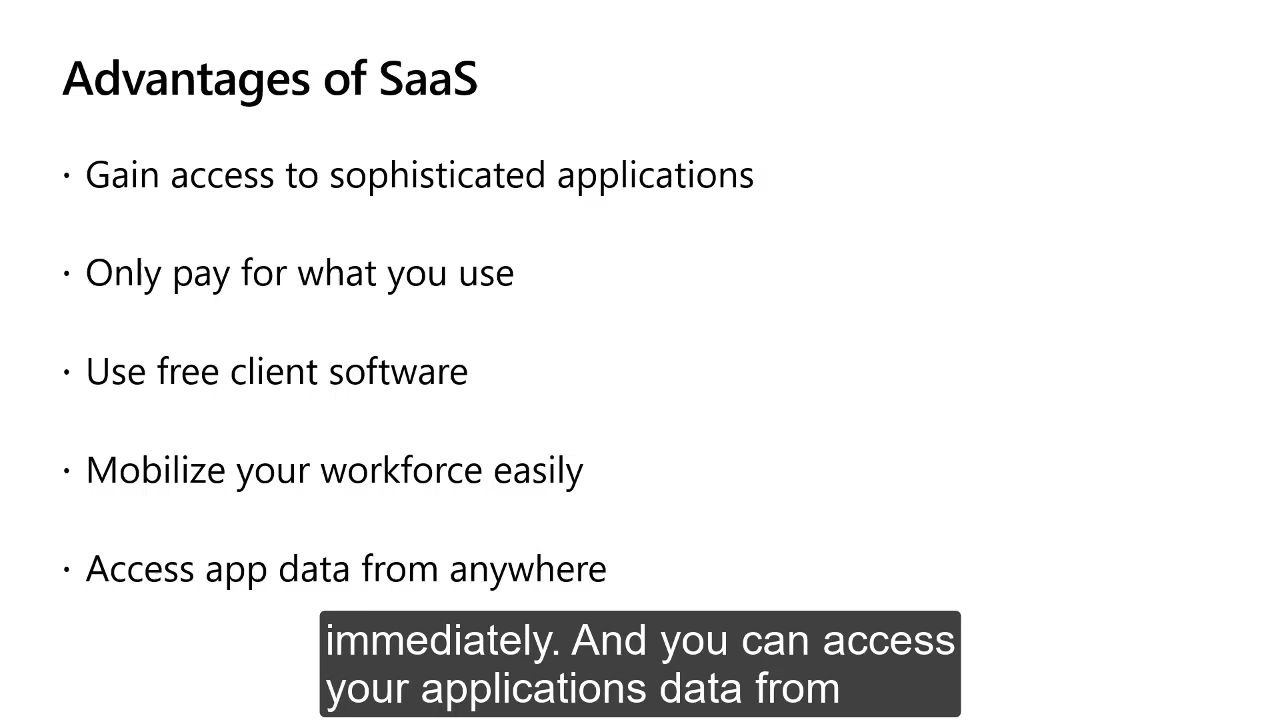 Advantages of SaaS
· Gain access to sophisticated applications
· Only pay for what you use
· Use free client software
· Mobilize your workforce easily
· Access app data from anywhere
immediately. And you can access
your applications data from